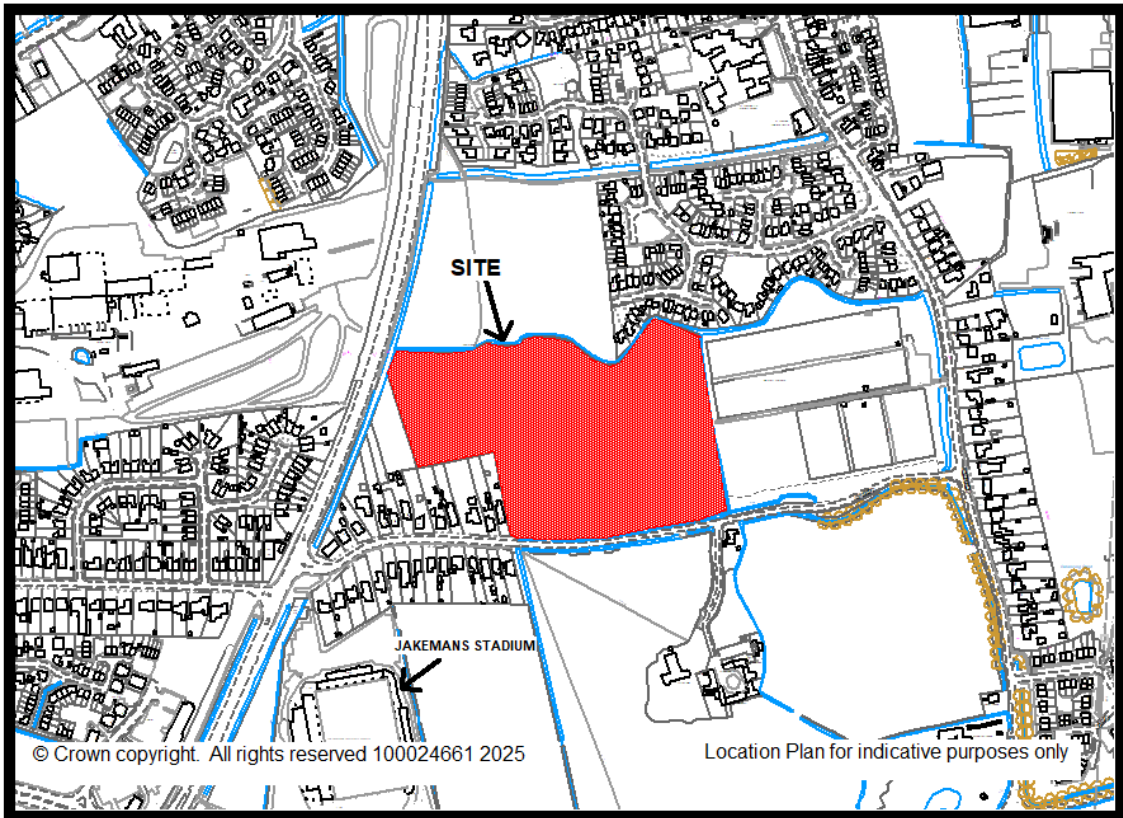 SITE
JAKEMANS STADIUM
© Crown copyright. All rights reserved 100024661 2025
Location Plan for indicative purposes only